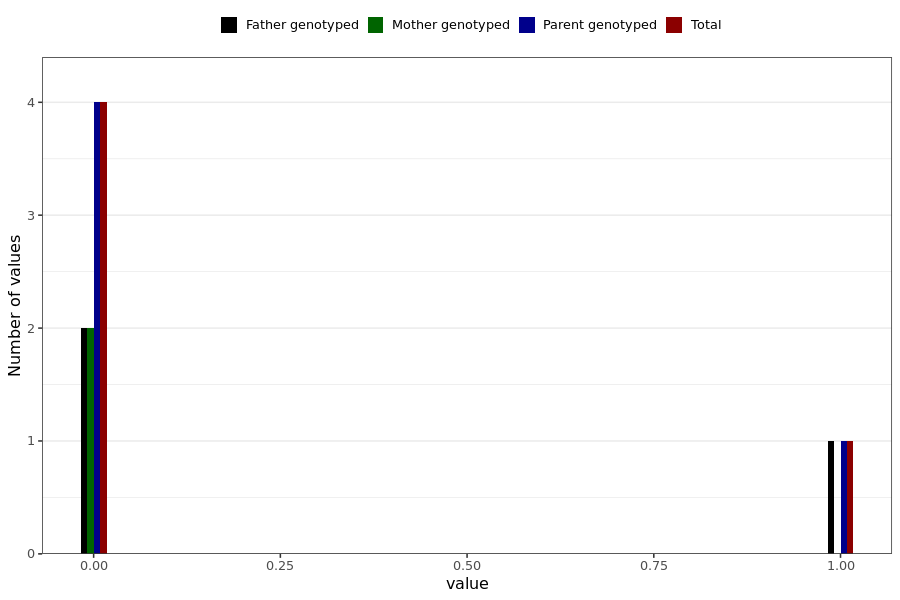 Father genotyped Mother genotyped Parent genotyped Total
Number of values
4
3
2
1
0
0.00 0.25 0.50 0.75 1.00
value